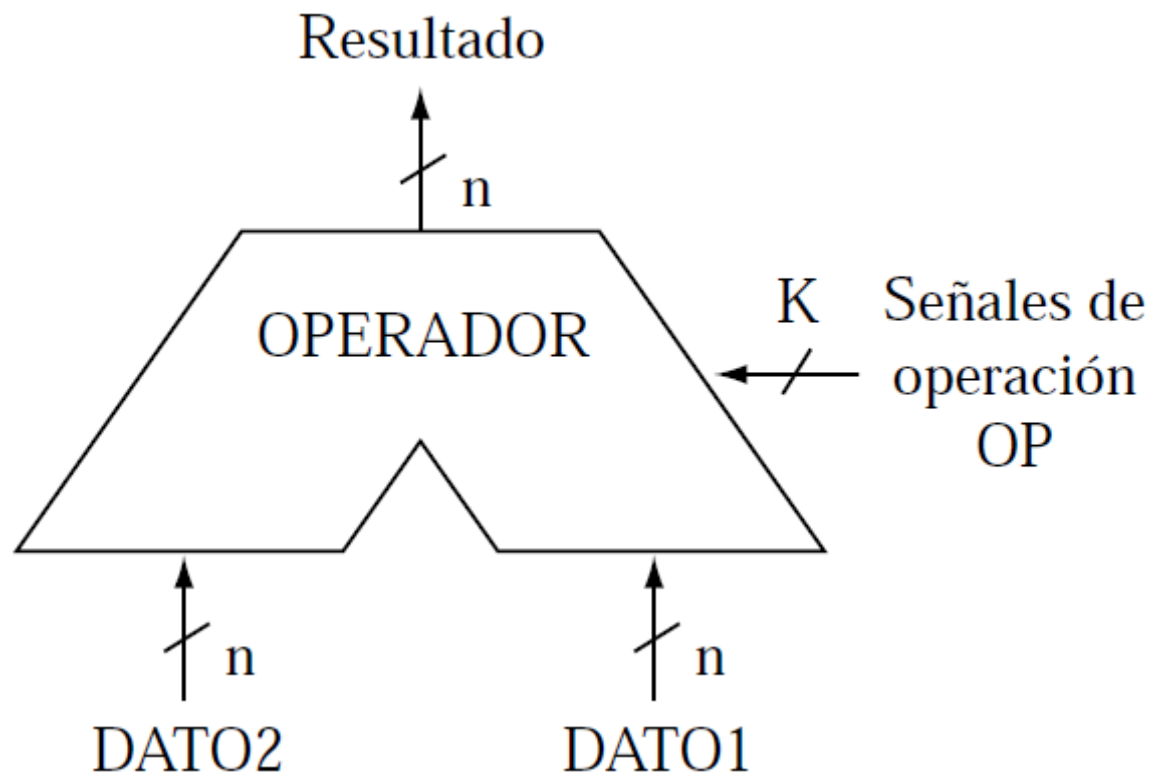 Resultado
n
OPERADOR
K
Señales de
operación
OP
n
n
DATO2
DATO1